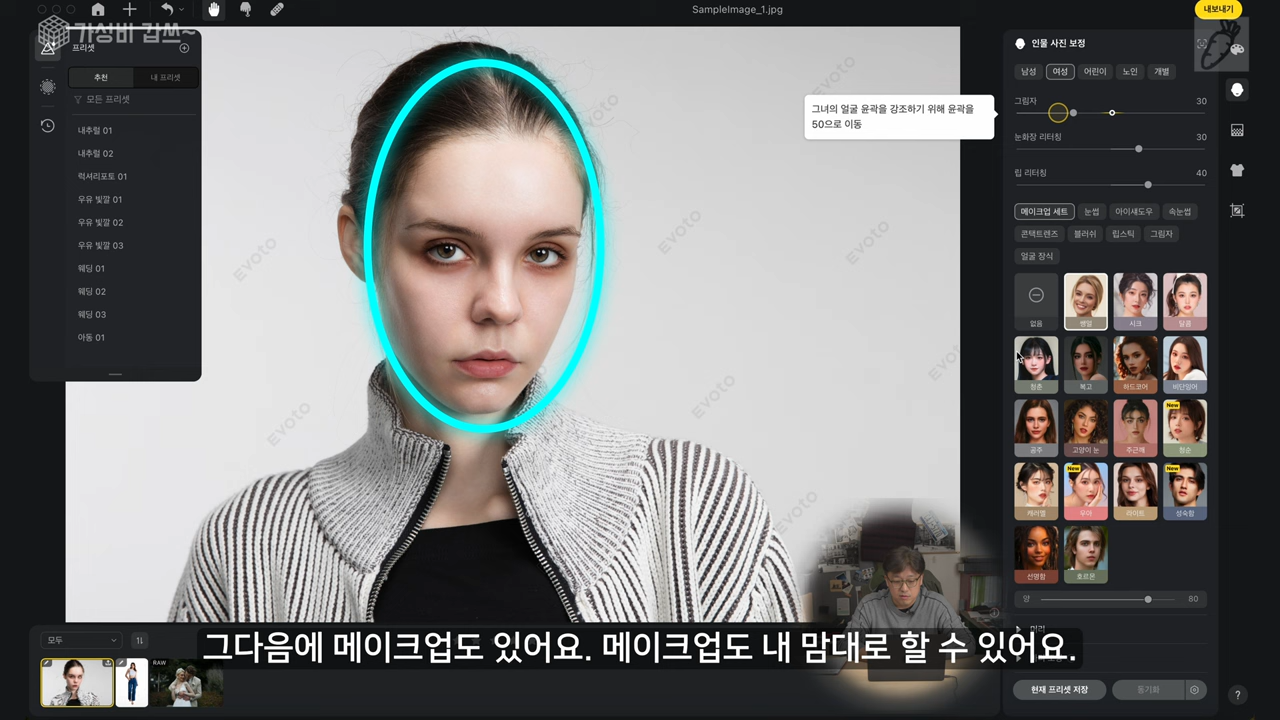 SampleImage_1.jpg
내보내기
가성비 갑쓰~
프리셋
추천
내 프리셋
모든 프리셋
내추럴 01
내추럴 02
럭셔리포토 01
우유 빛깔 01
우유 빛깔 02
우유 빛깔 03
웨딩 01
웨딩 02
웨딩 03
아동 01
evoto
evoto
evoto
evoto
evoto
evoto
evoto
evoto
evoto
그녀의 얼굴 윤곽을 강조하기 위해 윤곽을
50으로 이동
인물 사진 보정
남성 여성 어린이 노인 개별
그림자 30
눈화장 리터칭 30
립 리터칭 40
메이크업 세트 눈썹 아이섀도우 속눈썹
콘택트렌즈 블러쉬 립스틱 그림자
얼굴 장식
없음 시크 달콤
청춘 복고 하드코어 비단잉어
New
공주 고양이 눈 주근깨 청순
New New
캐러멜 우아 라이트 성숙함
선명함 호르몬
양 80
머리
모두
RAW
그다음에 메이크업도 있어요. 메이크업도 내 맘대로 할 수 있어요.
현재 프리셋 저장 동기화
?